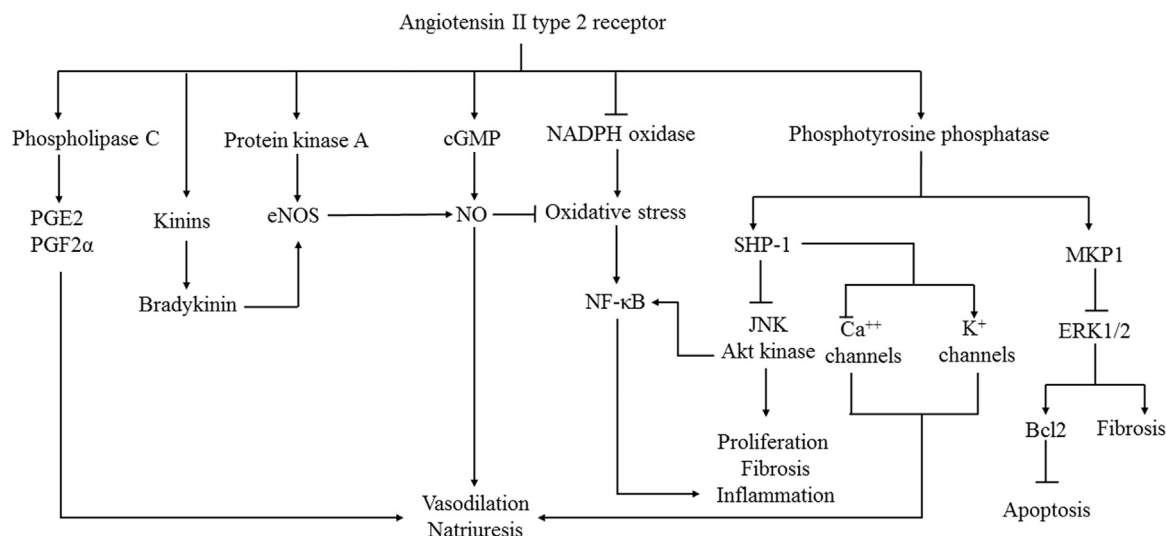 Angiotensin II type 2 receptor
Phospholipase C
Protein kinase A
cGMP
NADPH oxidase
Phosphotyrosine phosphatase
PGE2
PGF2α
Kinins
eNOS
NO
Oxidative stress
SHP-1
MKP1
Bradykinin
NF-κB
JNK
Akt kinase
Ca⁺⁺
channels
K⁺
channels
ERK1/2
Proliferation
Fibrosis
Inflammation
Bcl2
Fibrosis
Vasodilation
Natriuresis
Apoptosis